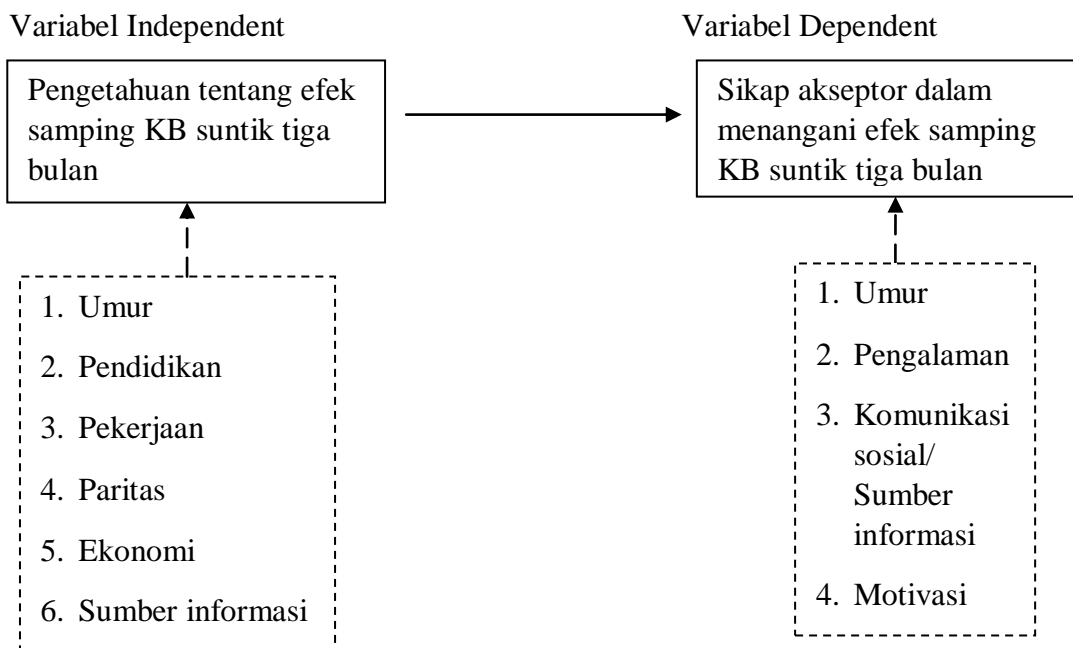 Variabel Independent
Variabel Dependent
Pengetahuan tentang efek
samping KB suntik tiga
bulan
Sikap akseptor dalam
menangani efek samping
KB suntik tiga bulan
1. Umur
2. Pendidikan
3. Pekerjaan
4. Paritas
5. Ekonomi
6. Sumber informasi
1. Umur
2. Pengalaman
3. Komunikasi
sosial/
Sumber
informasi
4. Motivasi